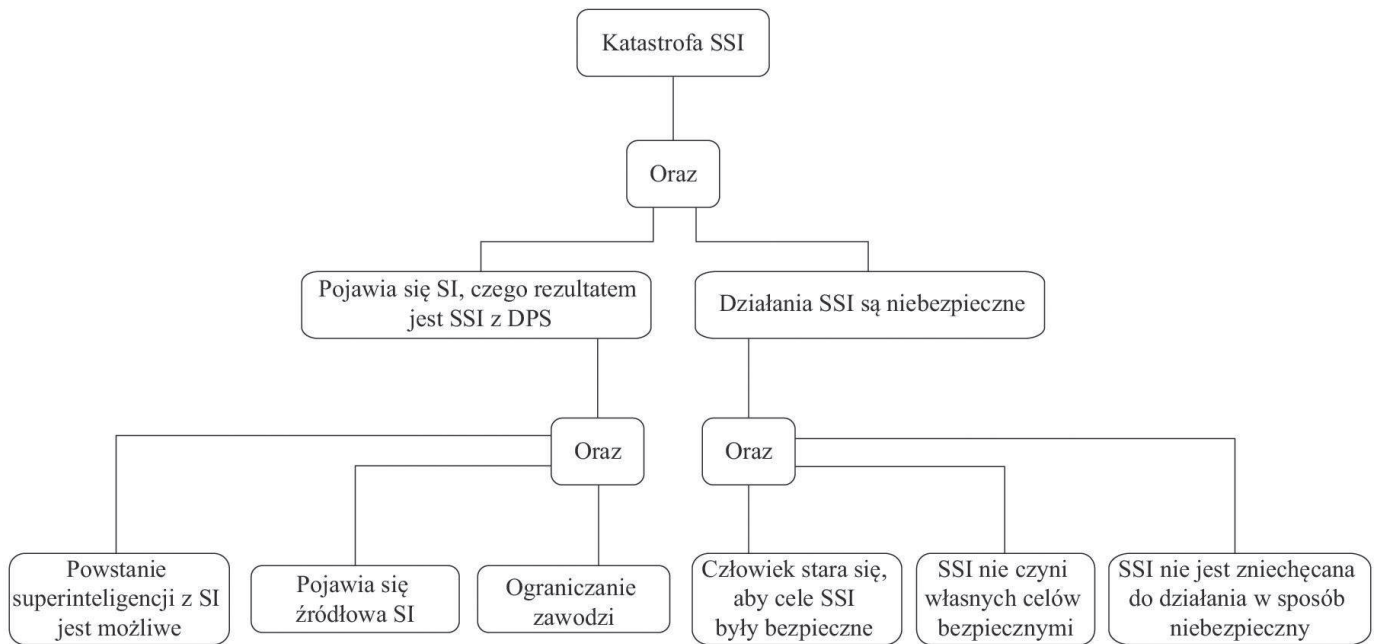 Katastrofa SSI
Oraz
Pojawia się SI, czego rezultatem
jest SSI z DPS
Działania SSI są niebezpieczne
Oraz
Oraz
Powstanie
superinteligencji z SI
jest możliwe
Pojawia się
źródłowa SI
Ograniczanie
zawodzi
Człowiek stara się,
aby cele SSI
były bezpieczne
SSI nie czyni
własnych celów
bezpiecznymi
SSI nie jest zniechęcana
do działania w sposób
niebezpieczny